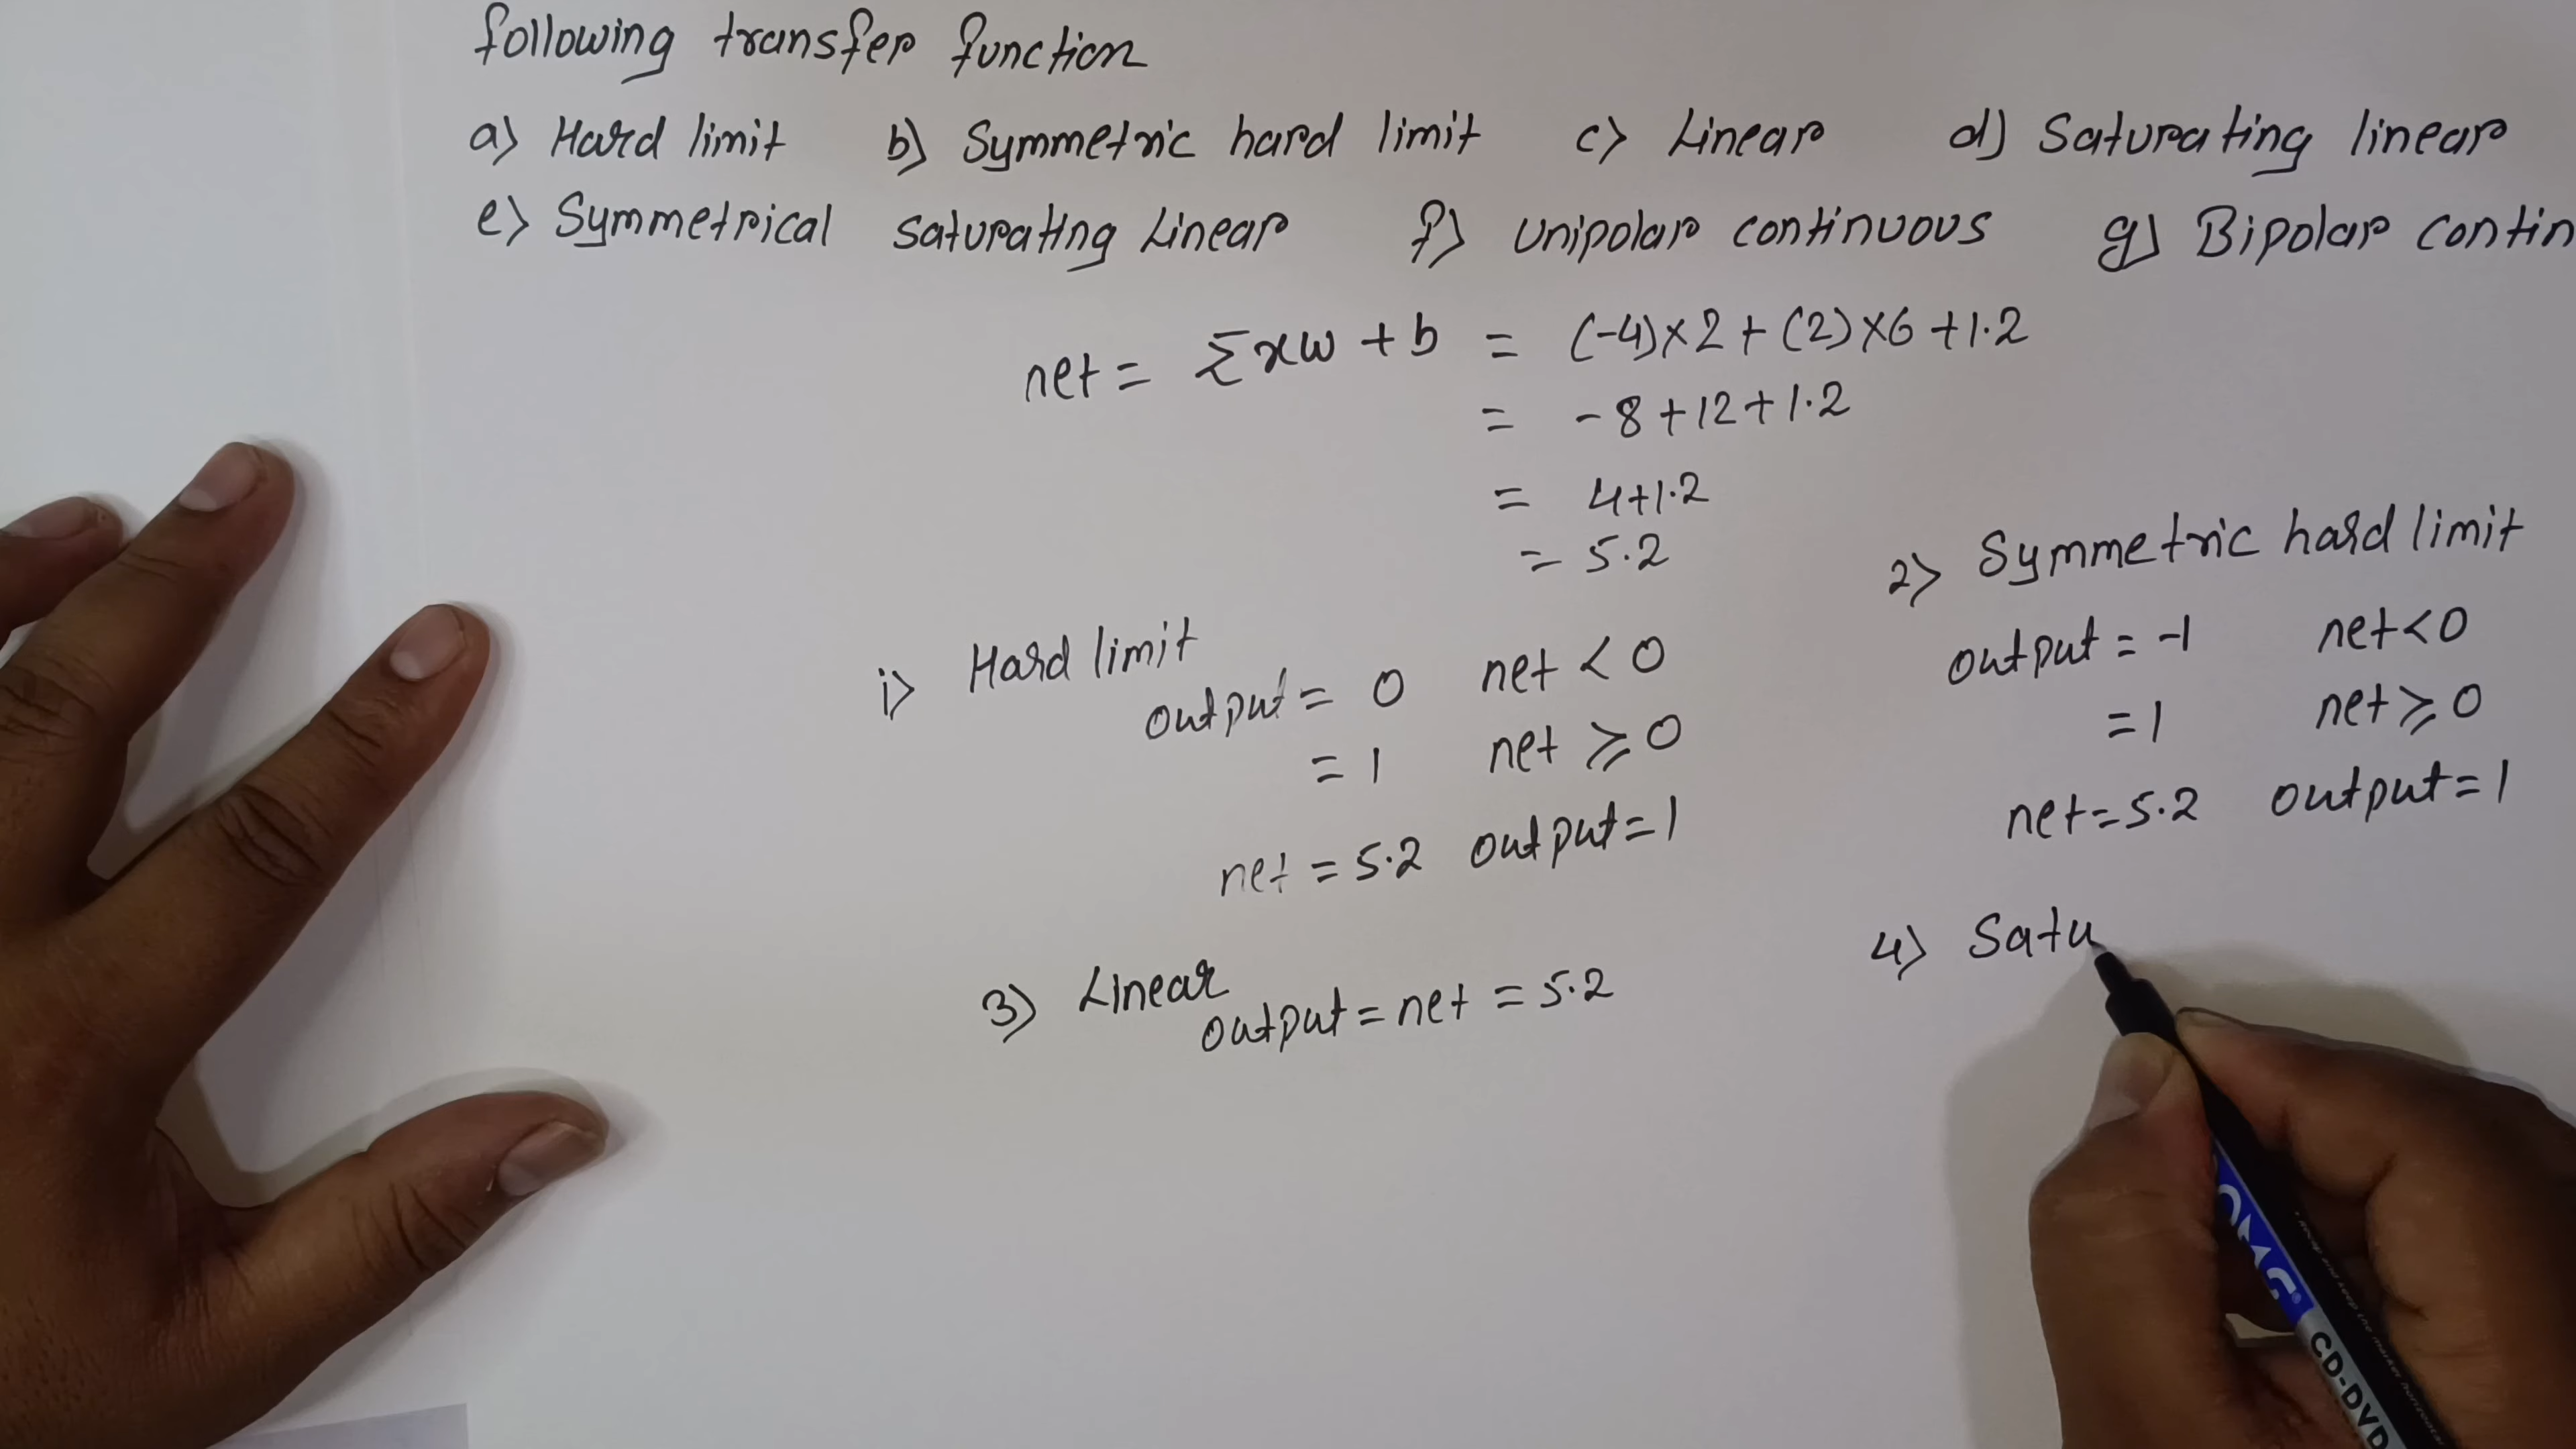 following transfer function
a) Hard limit b) Symmetric hard limit c) Linear d) Saturating linear
e) Symmetrical saturating Linear f) Unipolar continuous g) Bipolar contin
net = Σxw + b = (-4)×2 + (2)×6 + 1.2
= -8 + 12 + 1.2
= 4+1.2
= 5.2
1) Hard limit
output = 0 net < 0
= 1 net ⩾ 0
net = 5.2 output = 1
2) Symmetric hard limit
output = -1 net < 0
= 1 net ⩾ 0
net = 5.2 output = 1
3) Linear
output = net = 5.2
4) Satu
CD-DVD